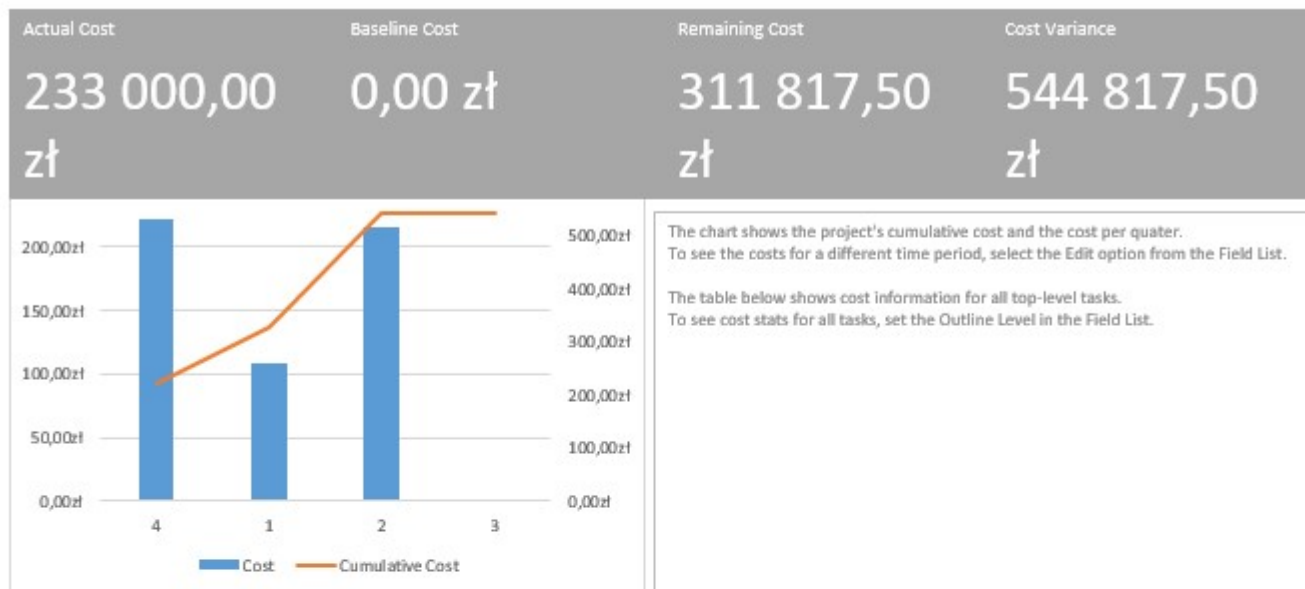 Actual Cost
Baseline Cost
Remaining Cost
Cost Variance
233 000,00
zł
0,00 zł
311 817,50
zł
544 817,50
zł
200,00zł
150,00zł
100,00zł
50,00zł
0,00zł
500,00zł
400,00zł
300,00zł
200,00zł
100,00zł
0,00zł
4
1
2
3
Cost
Cumulative Cost
The chart shows the project's cumulative cost and the cost per quater.
To see the costs for a different time period, select the Edit option from the Field List.
The table below shows cost information for all top-level tasks.
To see cost stats for all tasks, set the Outline Level in the Field List.